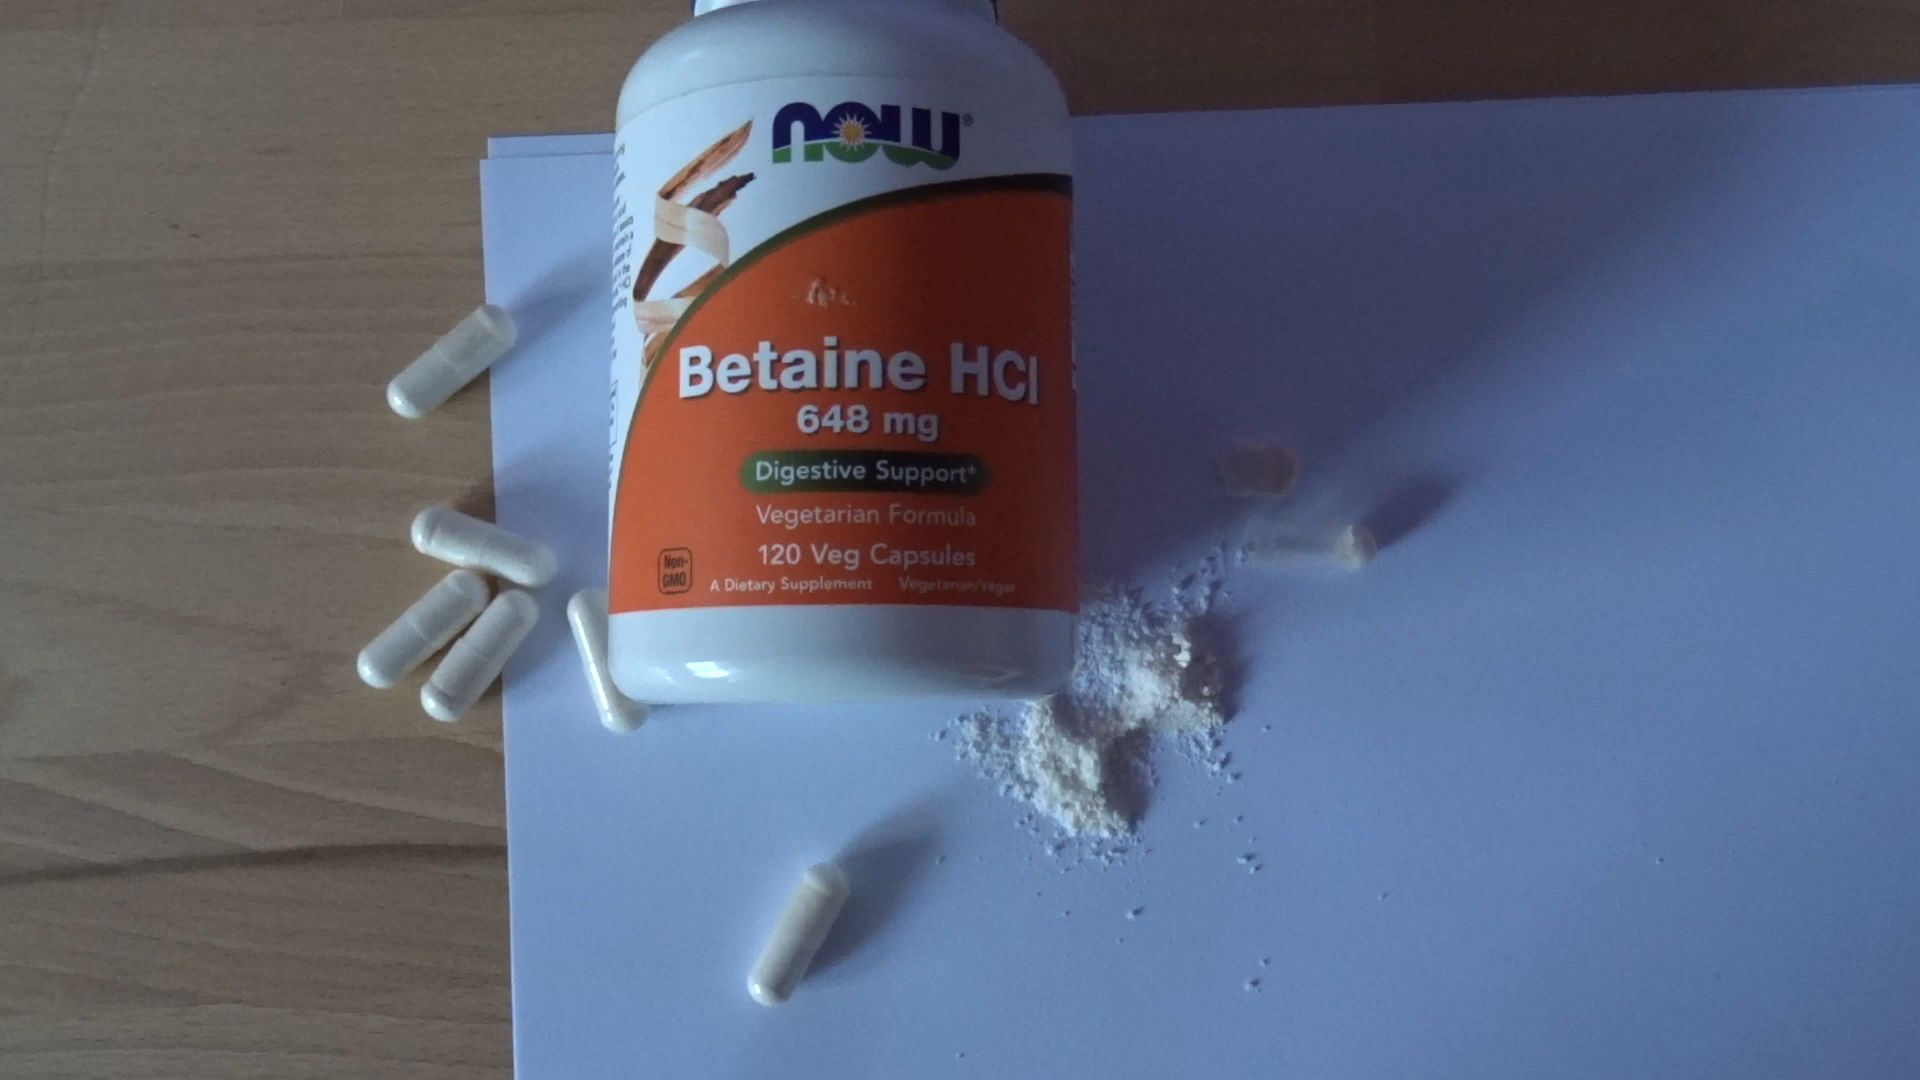 now®
Betaine HCl
648 mg
Digestive Support*
Vegetarian Formula
120 Veg Capsules
Non-
GMO
A Dietary Supplement Vegetarian/Vegan